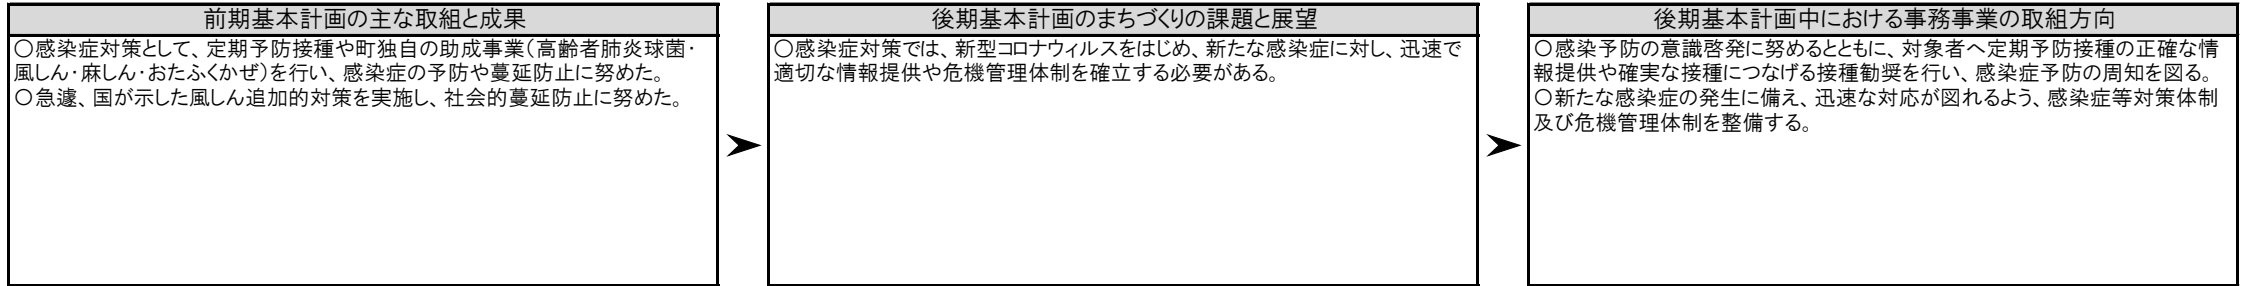 前期基本計画の主な取組と成果
〇感染症対策として、定期予防接種や町独自の助成事業（高齢者肺炎球菌・
風しん・麻しん・おたふくかぜ）を行い、感染症の予防や蔓延防止に努めた。
〇急遽、国が示した風しん追加的対策を実施し、社会的蔓延防止に努めた。
後期基本計画のまちづくりの課題と展望
〇感染症対策では、新型コロナウィルスをはじめ、新たな感染症に対し、迅速で
適切な情報提供や危機管理体制を確立する必要がある。
後期基本計画中における事務事業の取組方向
〇感染予防の意識啓発に努めるとともに、対象者へ定期予防接種の正確な情
報提供や確実な接種につなげる接種勧奨を行い、感染症予防の周知を図る。
〇新たな感染症の発生に備え、迅速な対応が図れるよう、感染症等対策体制
及び危機管理体制を整備する。